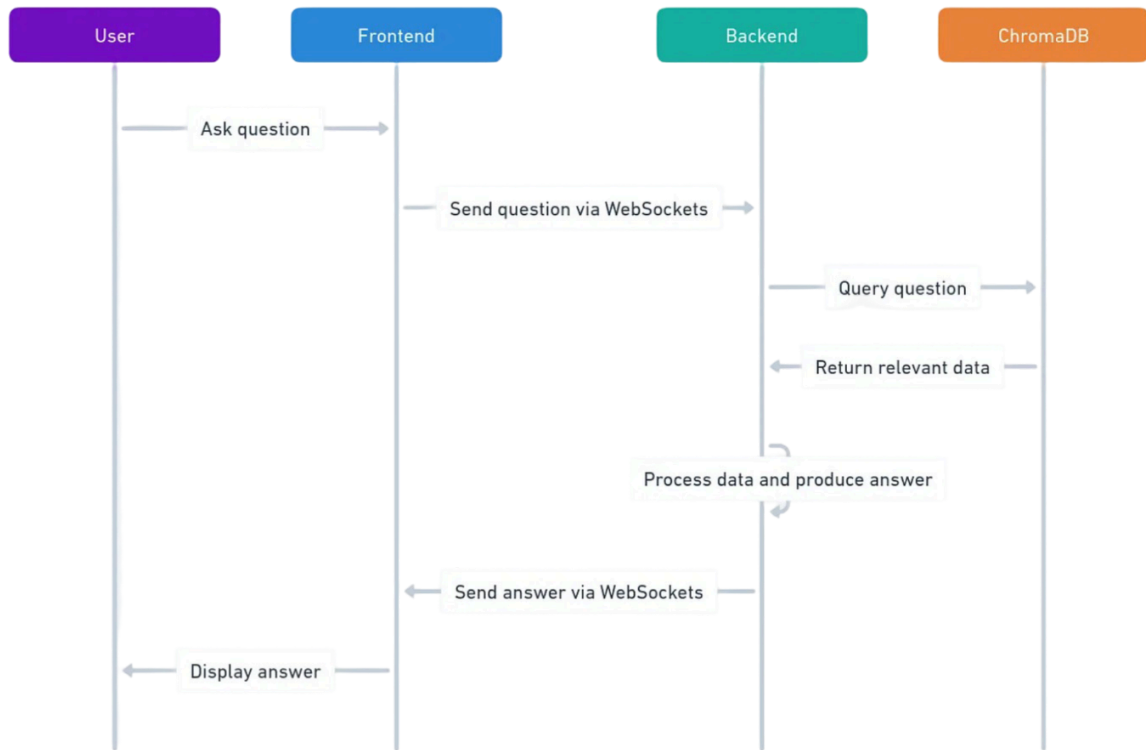 User
Frontend
Backend
ChromaDB
Ask question
Send question via WebSockets
Query question
Return relevant data
Process data and produce answer
Send answer via WebSockets
Display answer